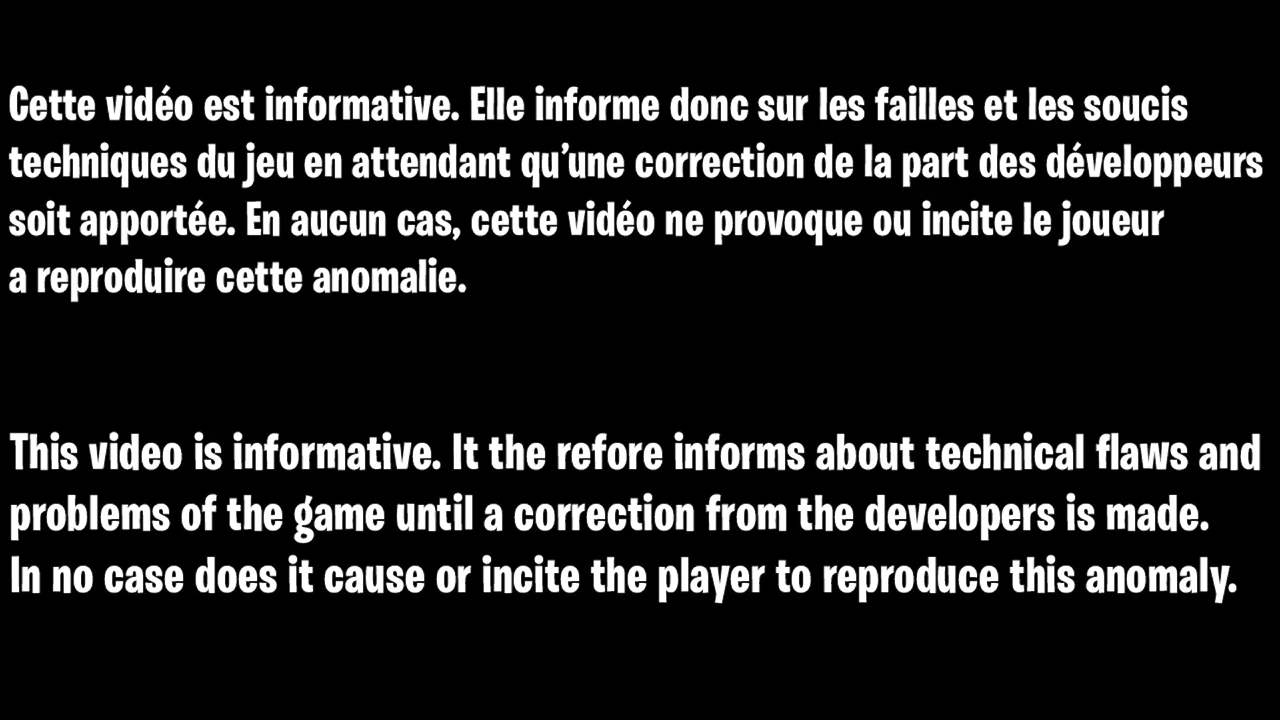 Cette vidéo est informative. Elle informe donc sur les failles et les soucis
techniques du jeu en attendant qu’une correction de la part des développeurs
soit apportée. En aucun cas, cette vidéo ne provoque ou incite le joueur
a reproduire cette anomalie.
This video is informative. It the refore informs about technical flaws and
problems of the game until a correction from the developers is made.
In no case does it cause or incite the player to reproduce this anomaly.